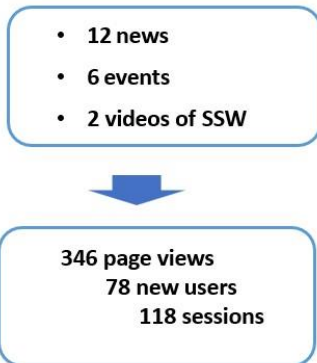 • 12 news
• 6 events
• 2 videos of SSW
346 page views
78 new users
118 sessions